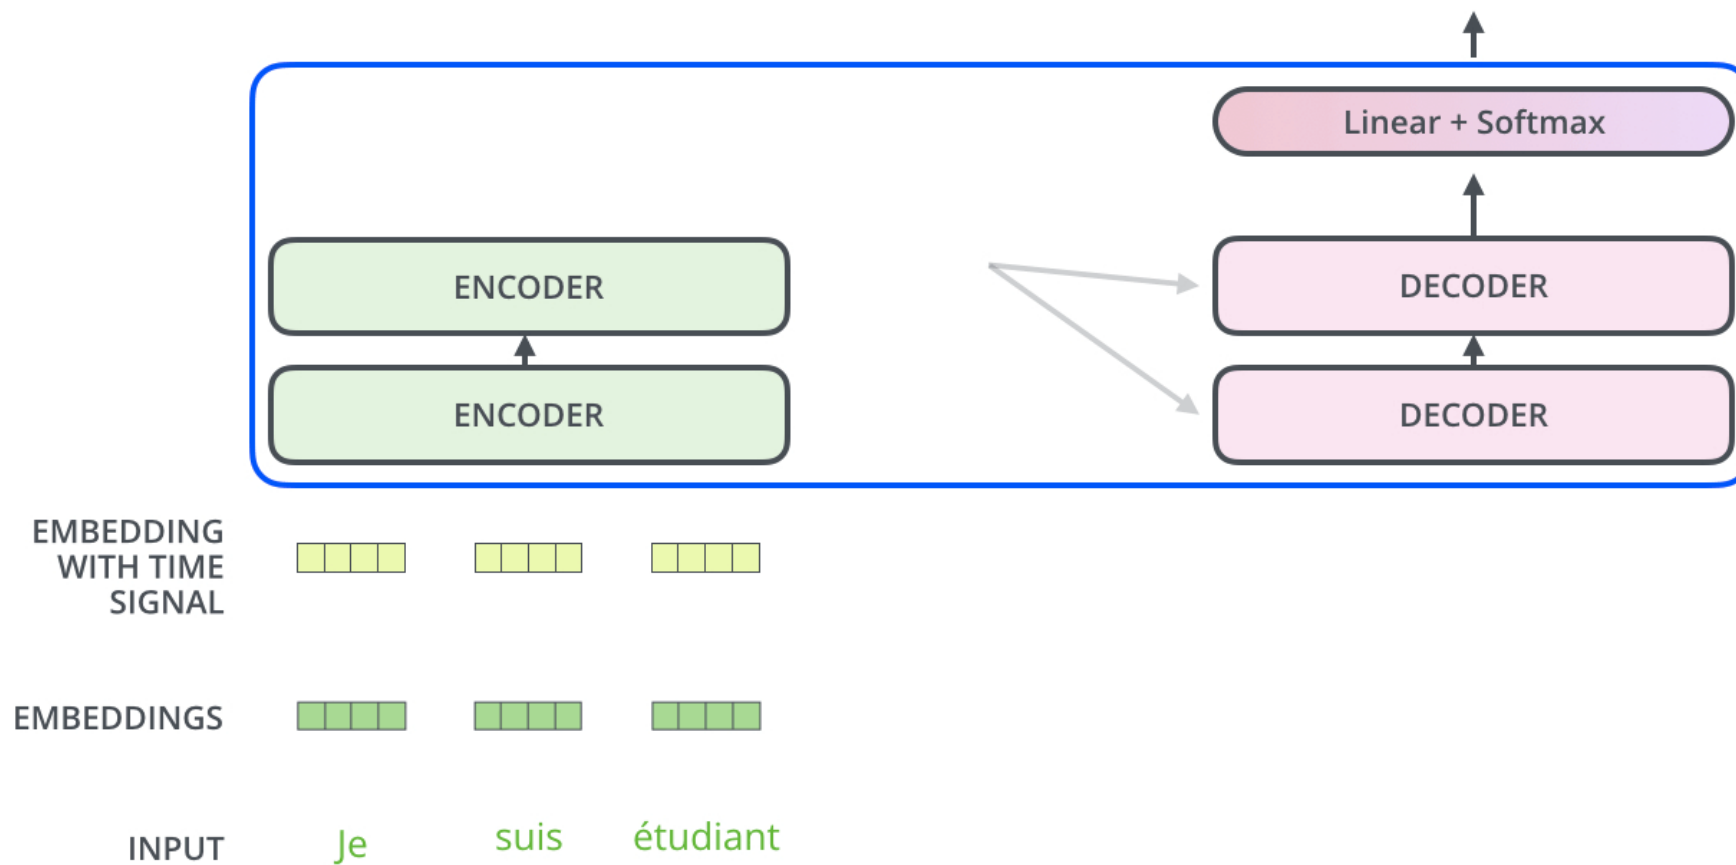 Linear + Softmax
ENCODER
DECODER
ENCODER
DECODER
EMBEDDING
WITH TIME
SIGNAL
EMBEDDINGS
INPUT Je suis étudiant